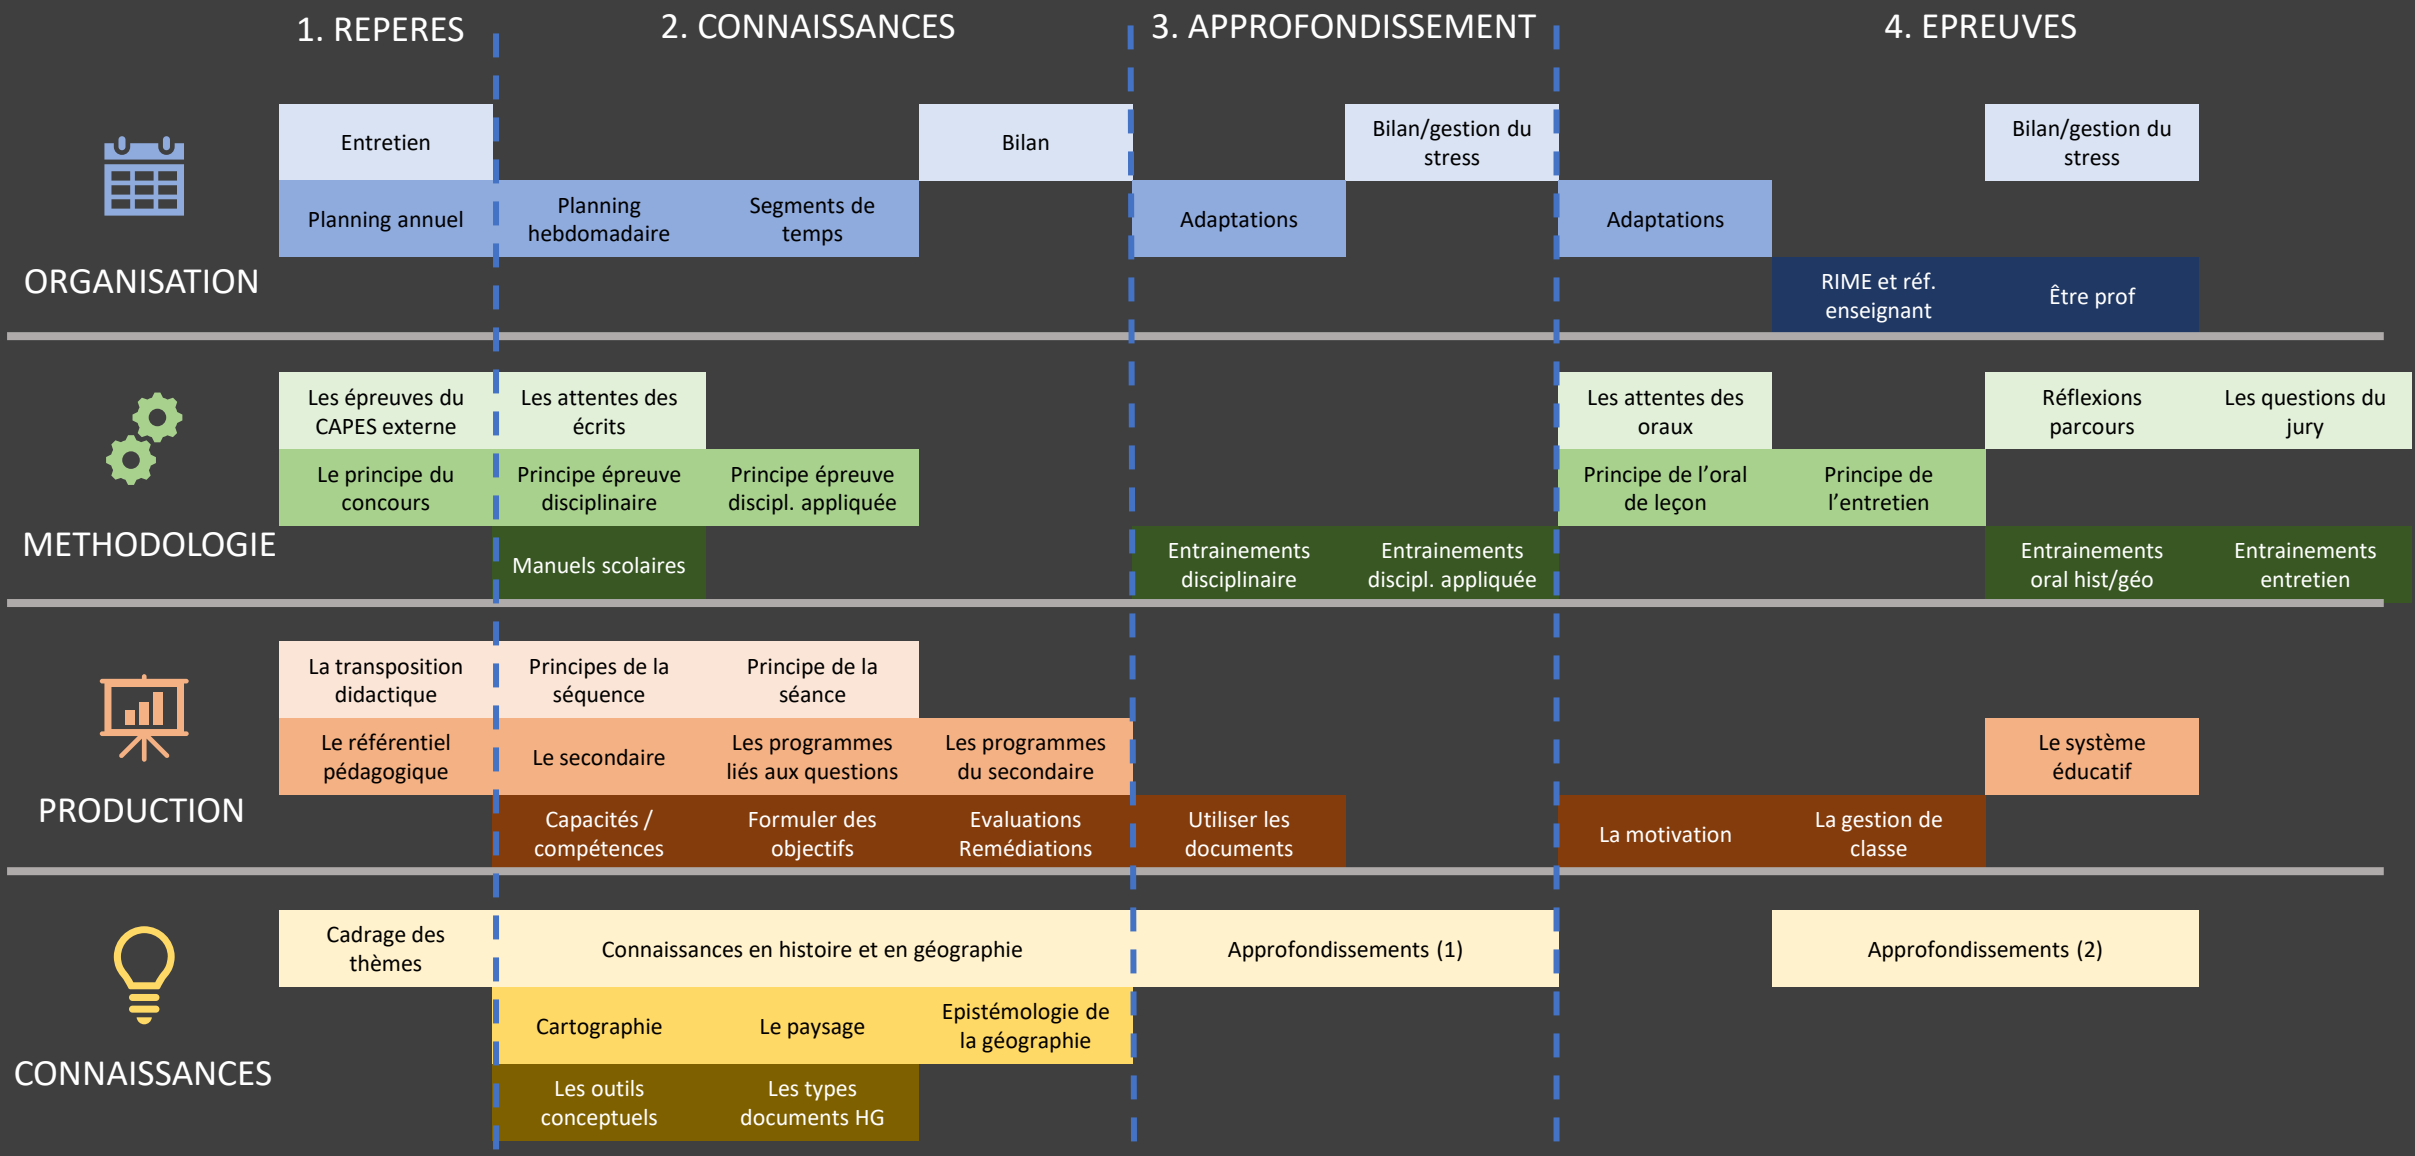 1. REPERES
2. CONNAISSANCES
3. APPROFONDISSEMENT
4. EPREUVES
Entretien
Bilan
Bilan/gestion du
stress
Bilan/gestion du
stress
Planning annuel
Planning
hebdomadaire
Segments de
temps
Adaptations
Adaptations
ORGANISATION
RIME et réf.
enseignant
Être prof
Les épreuves du
CAPES externe
Les attentes des
écrits
Les attentes des
oraux
Réflexions
parcours
Les questions du
jury
Le principe du
concours
Principe épreuve
disciplinaire
Principe épreuve
discipl. appliquée
Principe de l’oral
de leçon
Principe de
l’entretien
METHODOLOGIE
Manuels scolaires
Entrainements
disciplinaire
Entrainements
discipl. appliquée
Entrainements
oral hist/géo
Entrainements
entretien
La transposition
didactique
Principes de la
séquence
Principe de la
séance
Le référentiel
pédagogique
Le secondaire
Les programmes
liés aux questions
Les programmes
du secondaire
Le système
éducatif
PRODUCTION
Capacités /
compétences
Formuler des
objectifs
Evaluations
Remédiations
Utiliser les
documents
La motivation
La gestion de
classe
Cadrage des
thèmes
Connaissances en histoire et en géographie
Approfondissements (1)
Approfondissements (2)
Cartographie
Le paysage
Epistémologie de
la géographie
CONNAISSANCES
Les outils
conceptuels
Les types
documents HG